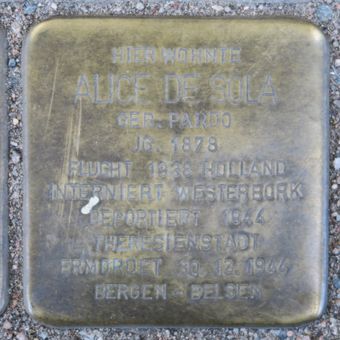 HIER WOHNTE
ALICE DE SOLA
GEB. PARDO
JG. 1878
FLUCHT 1938 HOLLAND
INTERNIERT WESTERBORK
DEPORTIERT 1944
THERESIENSTADT
ERMORDET 30.12.1944
BERGEN-BELSEN